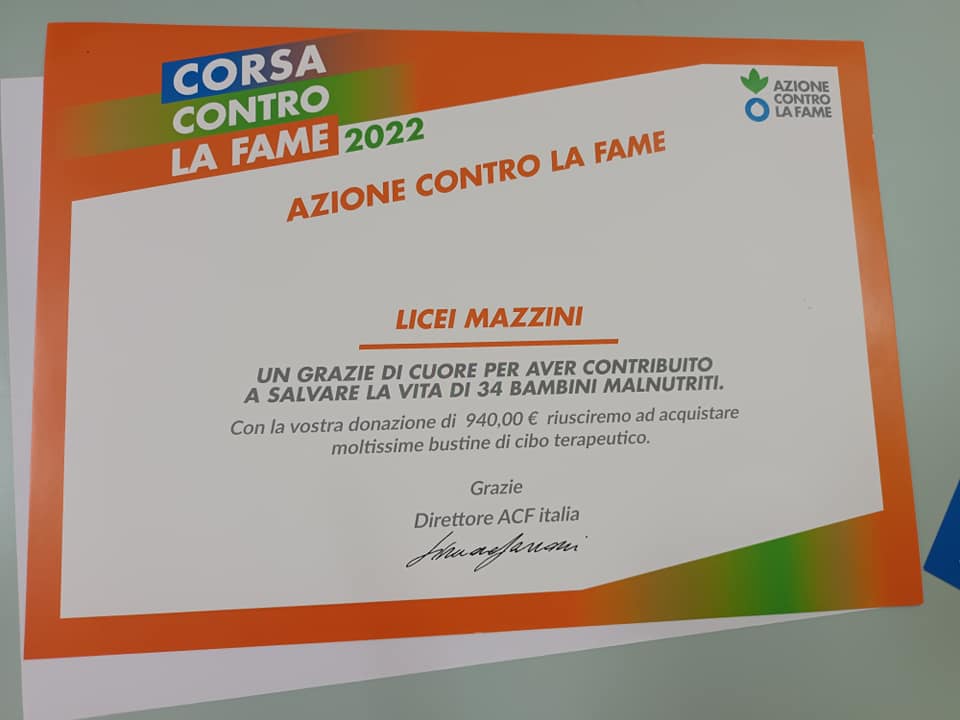 CORSA
CONTRO
LA FAME 2022
AZIONE
CONTRO
LA FAME
AZIONE CONTRO LA FAME
LICEI MAZZINI
UN GRAZIE DI CUORE PER AVER CONTRIBUITO
A SALVARE LA VITA DI 34 BAMBINI MALNUTRITI.
Con la vostra donazione di 940,00 € riusciremo ad acquistare
moltissime bustine di cibo terapeutico.
Grazie
Direttore ACF italia